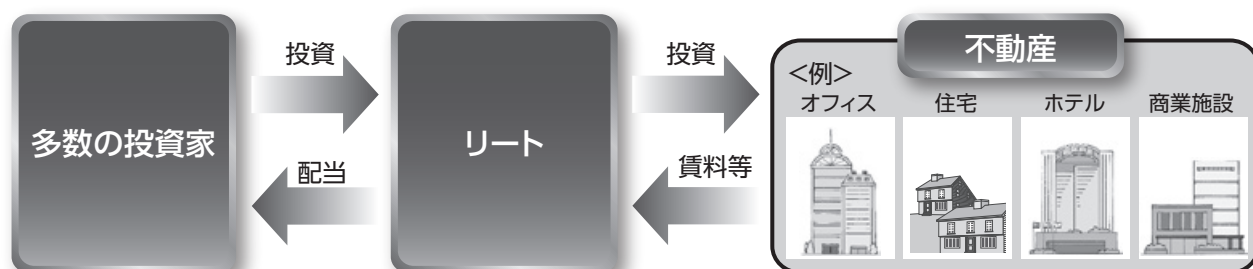 多数の投資家
投資
配当
リート
投資
賃料等
不動産
<例>
オフィス
住宅
ホテル
商業施設